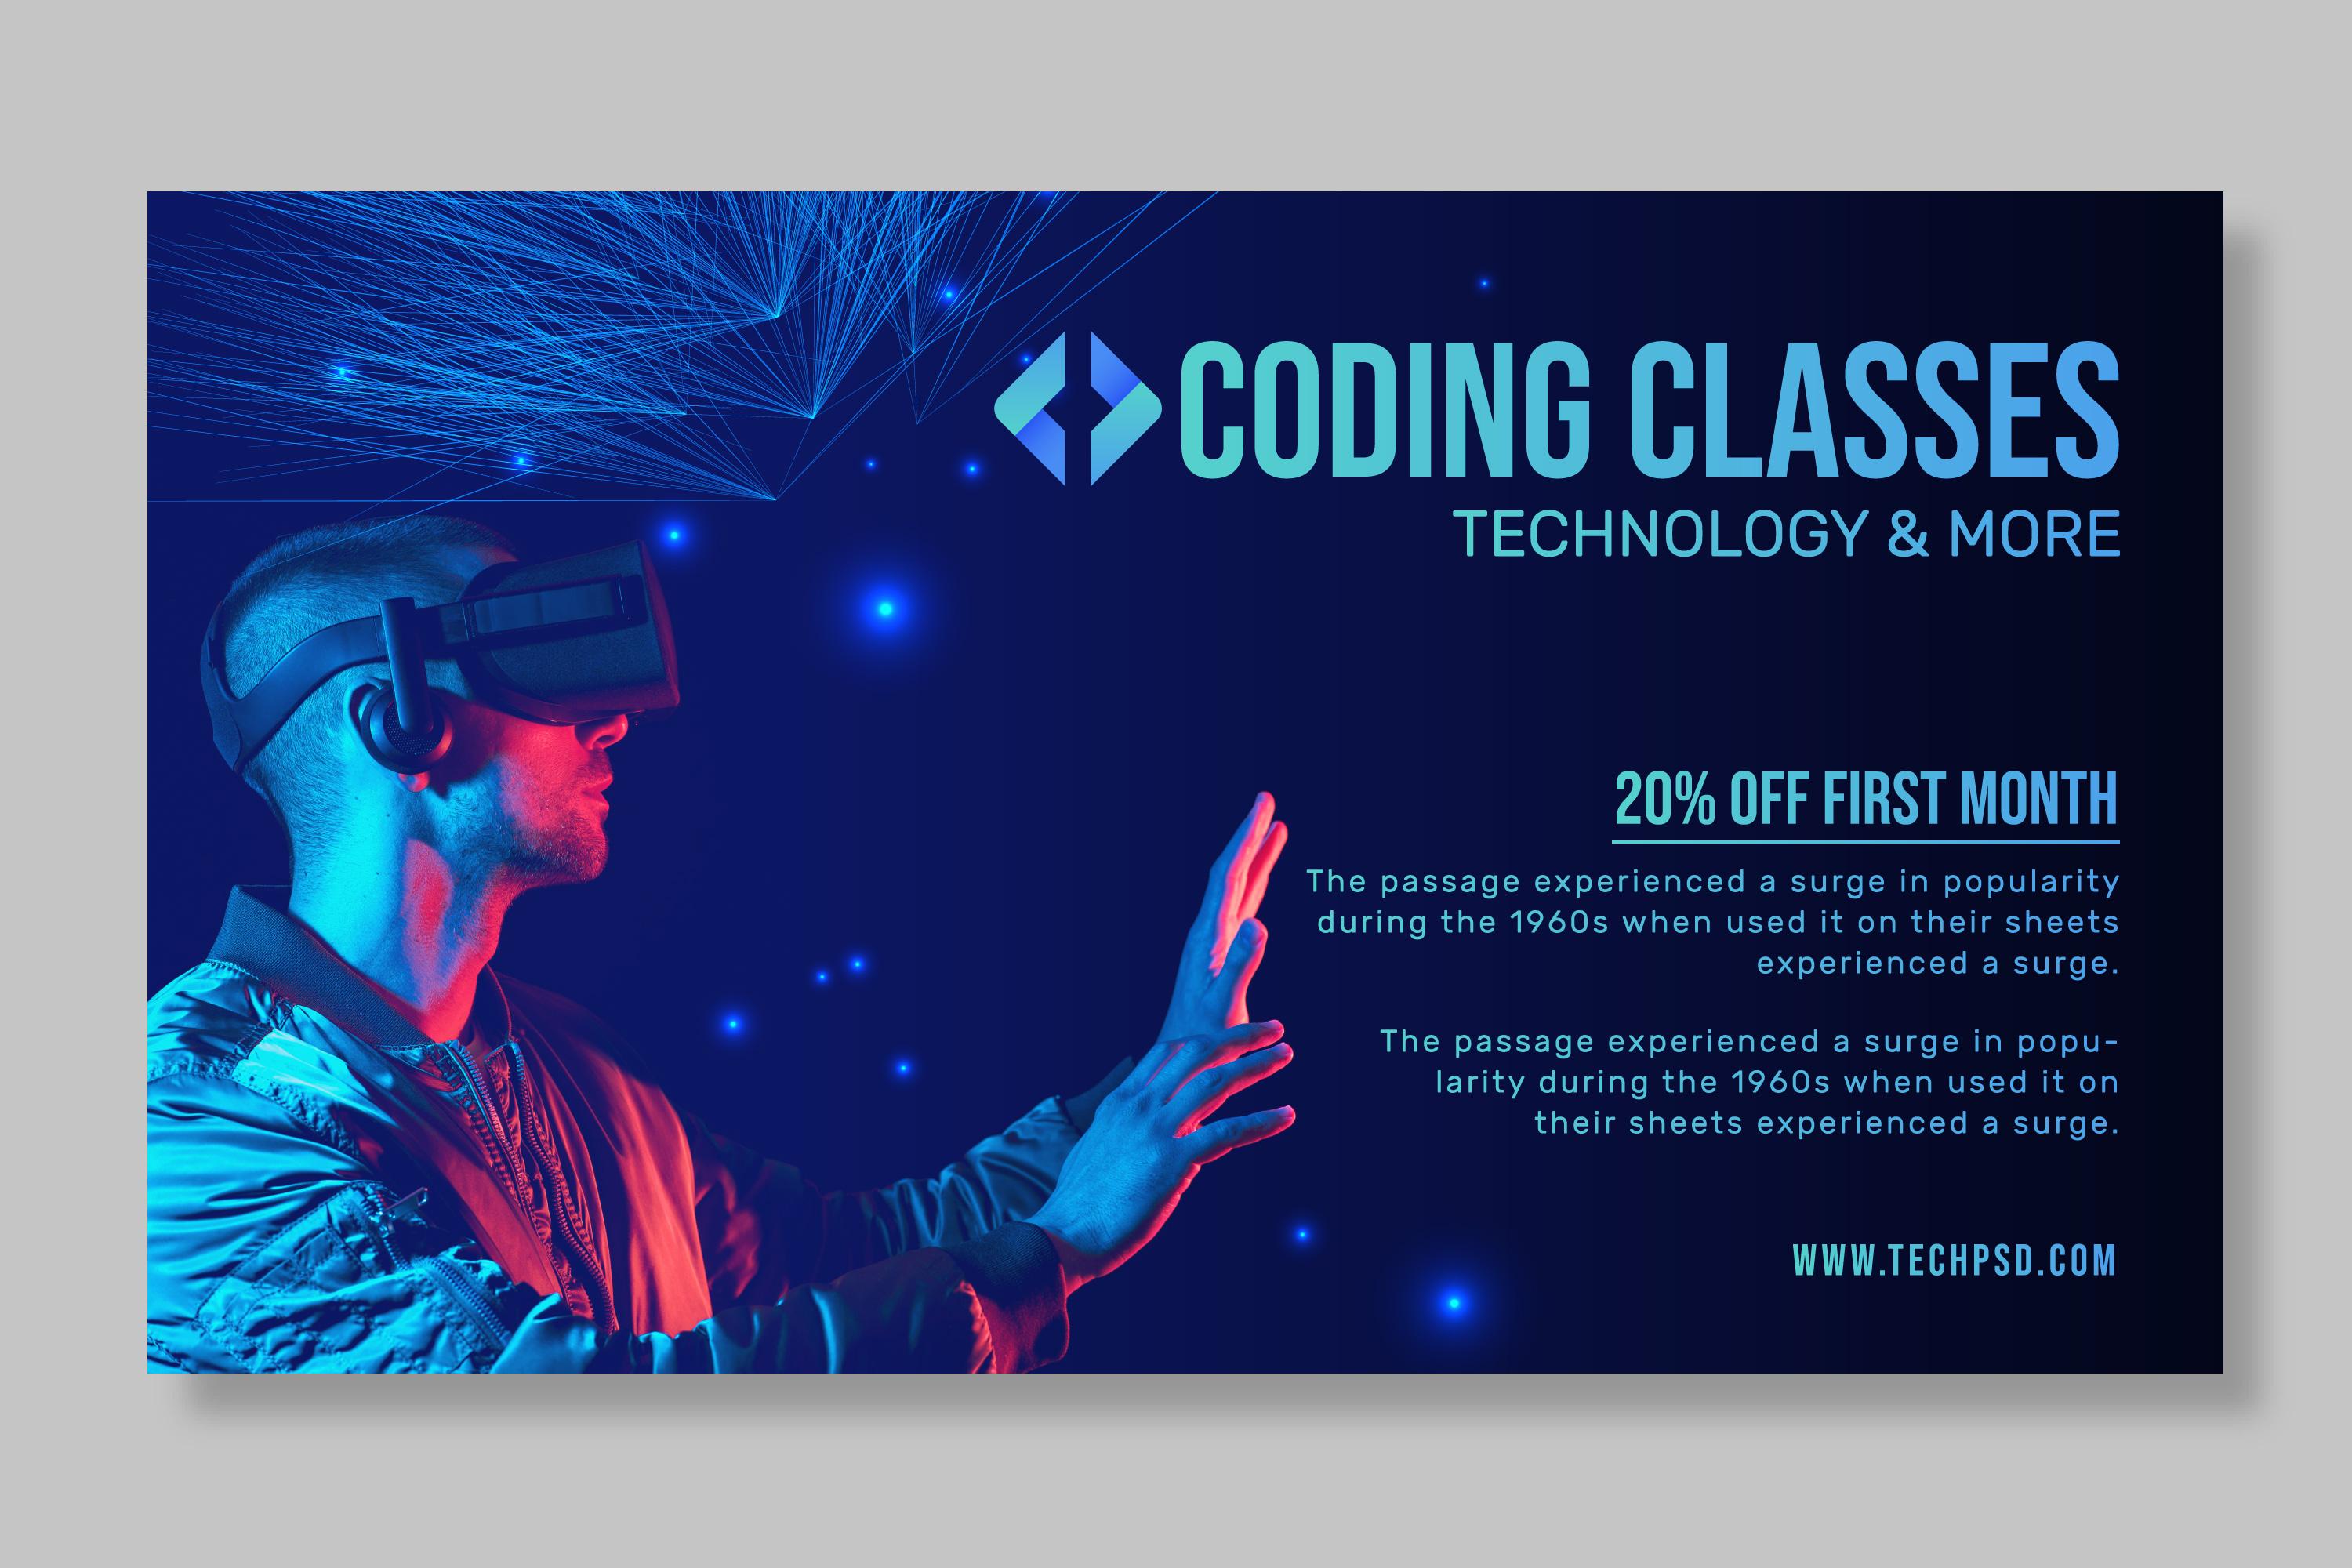 CODING CLASSES
TECHNOLOGY & MORE
20% OFF FIRST MONTH
The passage experienced a surge in popularity
during the 1960s when used it on their sheets
experienced a surge.
The passage experienced a surge in popu-
larity during the 1960s when used it on
their sheets experienced a surge.
WWW.TECHPSD.COM